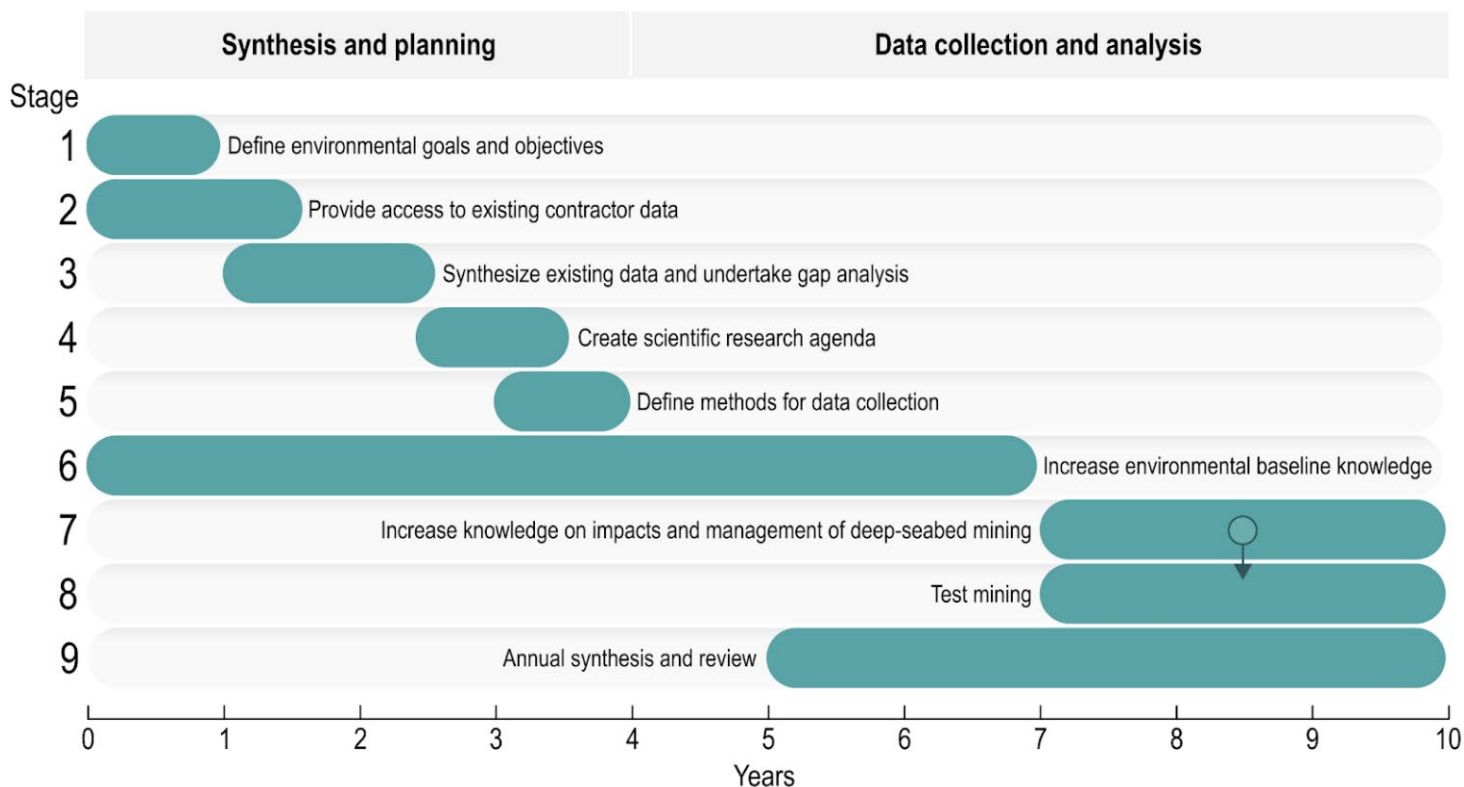 Synthesis and planning
Data collection and analysis
Stage
1
Define environmental goals and objectives
2
Provide access to existing contractor data
3
Synthesize existing data and undertake gap analysis
4
Create scientific research agenda
5
Define methods for data collection
6
Increase environmental baseline knowledge
7
Increase knowledge on impacts and management of deep-seabed mining
8
Test mining
9
Annual synthesis and review
0 1 2 3 4 5 6 7 8 9 10
Years